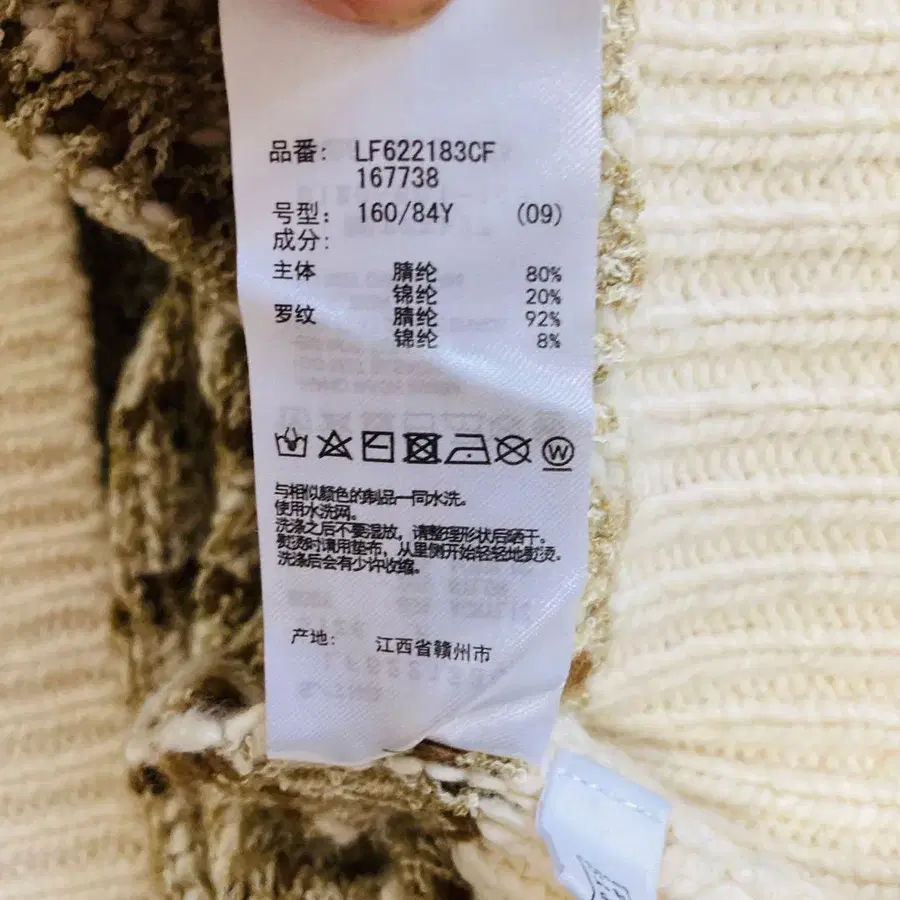 品番: LF622183CF
167738
号型: 160/84Y (09)
成分:
主体 腈纶 80%
锦纶 20%
罗纹 腈纶 92%
锦纶 8%
W
与相似颜色的制品一同水洗。
使用水洗网。
洗涤之后不要湿放，请整理形状后晒干。
熨烫时请用垫布，从里侧开始轻轻地熨烫。
洗涤后会有少许收缩。
产地: 江西省赣州市